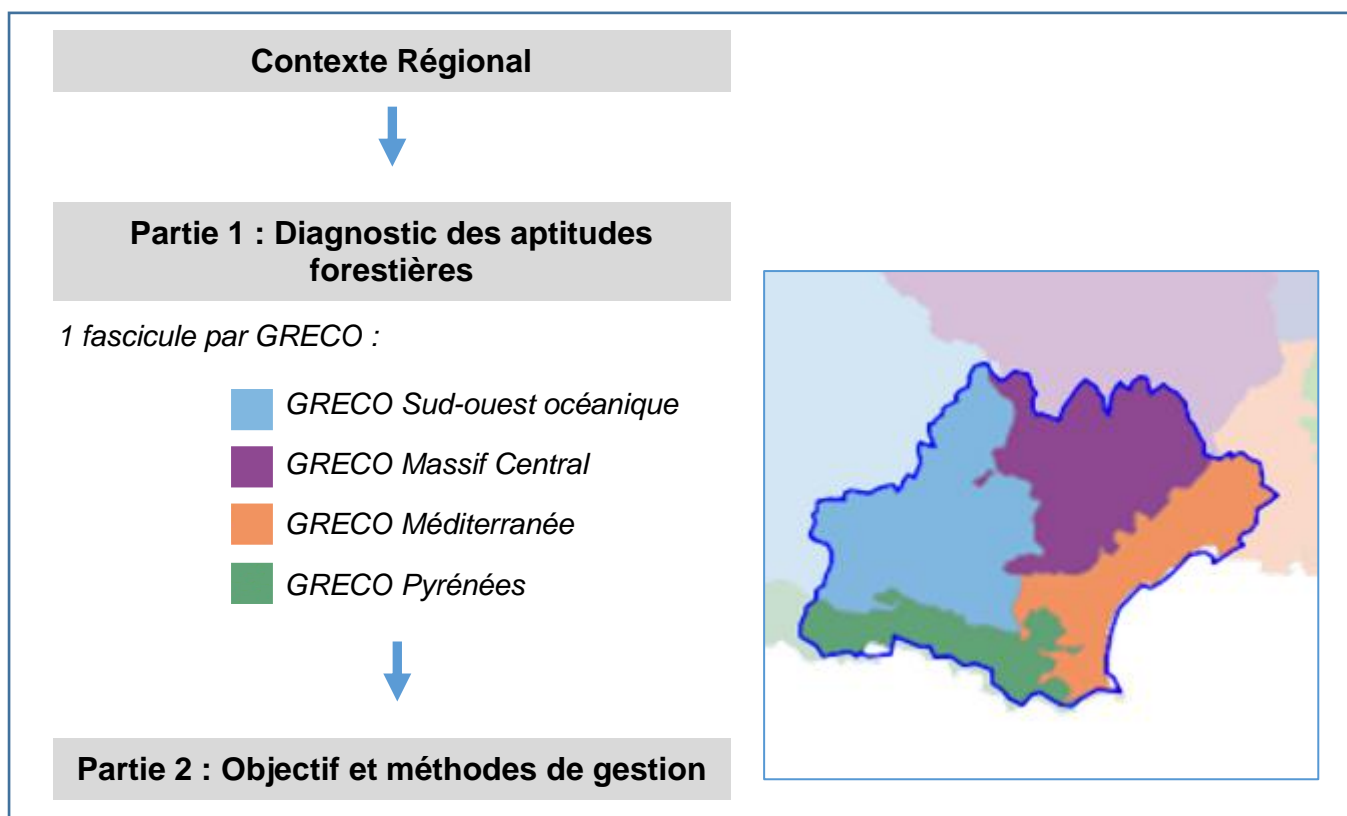 Contexte Régional
Partie 1 : Diagnostic des aptitudes
forestières
1 fascicule par GRECO :
GRECO Sud-ouest océanique
GRECO Massif Central
GRECO Méditerranée
GRECO Pyrénées
Partie 2 : Objectif et méthodes de gestion